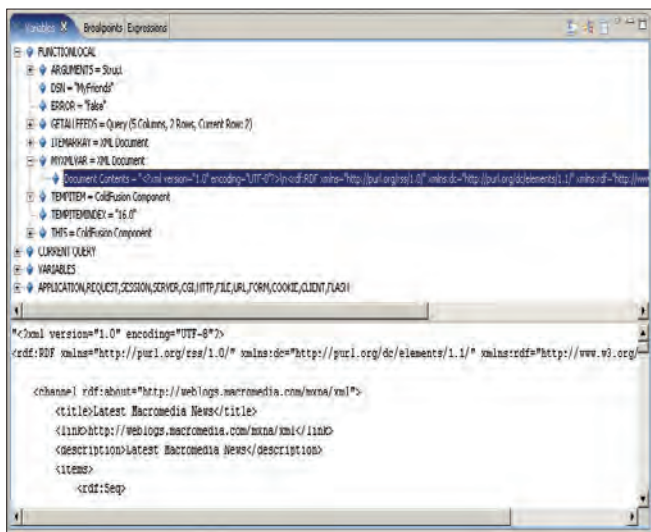 Variables X Breakpoints Expressions
FUNCTIONLOCAL
ARGUMENTS = Struct
DSN = "MyFriends"
ERROR = "False"
GETALLFEEDS = Query (5 Columns, 2 Rows, Current Row: 2)
ITEMARRAY = XML Document
MYXMLVAR = XML Document
Document Contents = "<?xml version="1.0" encoding="UTF-8"?>\n<rdf:RDF xmlns="http://purl.org/rss/1.0/" xmlns:dc="http://purl.org/dc/elements/1.1/" xmlns:rdf="http://www
TEMPITEM = ColdFusion Component
TEMPITEMINDEX = "16.0"
THIS = ColdFusion Component
CURRENT QUERY
VARIABLES
APPLICATION,REQUEST,SESSION,SERVER,CGI,HTTP,FILE,URL,FORM,COOKIE,CLIENT,FLASH
"<?xml version="1.0" encoding="UTF-8"?>
<rdf:RDF xmlns="http://purl.org/rss/1.0/" xmlns:dc="http://purl.org/dc/elements/1.1/" xmlns:rdf="http://www.w3.org/
<channel rdf:about="http://weblogs.macromedia.com/mxna/xml">
<title>Latest Macromedia News</title>
<link>http://weblogs.macromedia.com/mxna/xml</link>
<description>Latest Macromedia News</description>
<items>
<rdf:Seq>